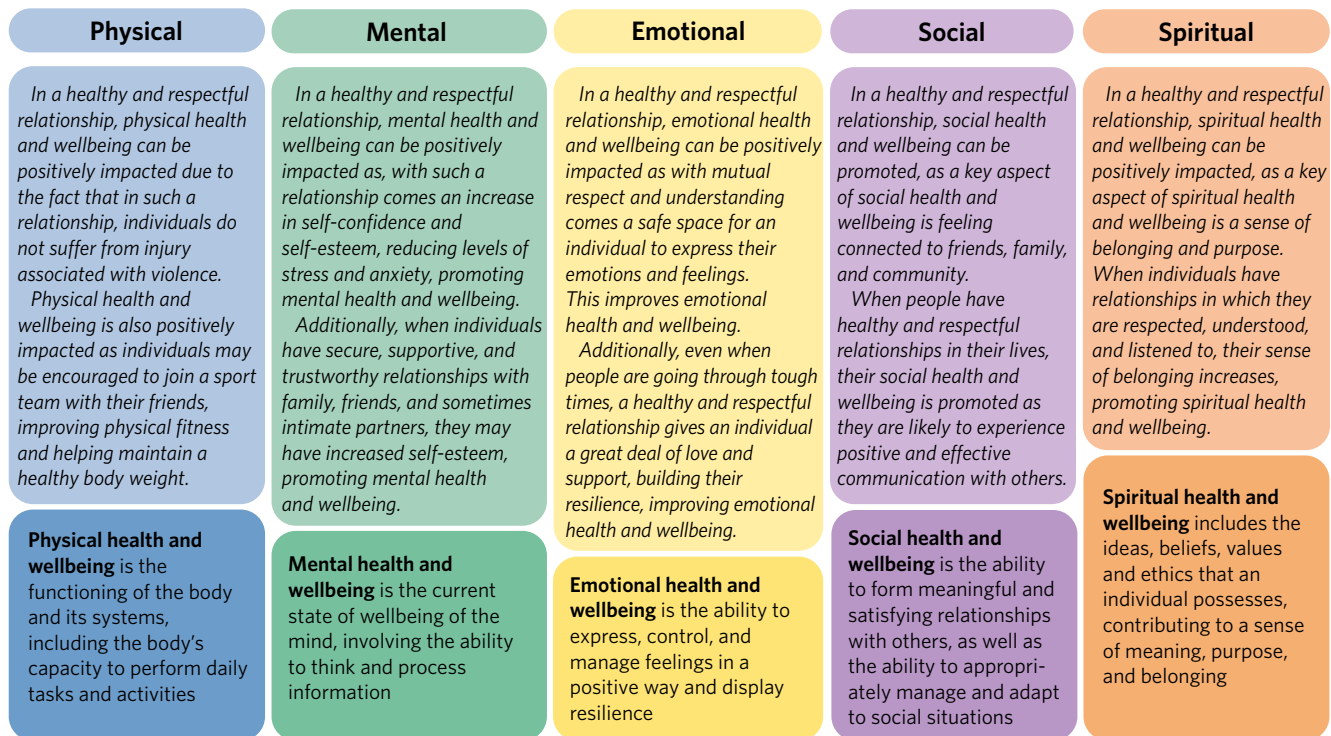 Physical
In a healthy and respectful
relationship, physical health
and wellbeing can be
positively impacted due to
the fact that in such a
relationship, individuals do
not suffer from injury
associated with violence.
Physical health and
wellbeing is also positively
impacted as individuals may
be encouraged to join a sport
team with their friends,
improving physical fitness
and helping maintain a
healthy body weight.
Physical health and
wellbeing is the
functioning of the body
and its systems,
including the body's
capacity to perform daily
tasks and activities
Mental
In a healthy and respectful
relationship, mental health and
wellbeing can be positively
impacted as, with such a
relationship comes an increase
in self-confidence and
self-esteem, reducing levels of
stress and anxiety, promoting
mental health and wellbeing.
Additionally, when individuals
have secure, supportive, and
trustworthy relationships with
family, friends, and sometimes
intimate partners, they may
have increased self-esteem,
promoting mental health
and wellbeing.
Mental health and
wellbeing is the current
state of wellbeing of the
mind, involving the ability
to think and process
information
Emotional
In a healthy and respectful
relationship, emotional health
and wellbeing can be positively
impacted as with mutual
respect and understanding
comes a safe space for an
individual to express their
emotions and feelings.
This improves emotional
health and wellbeing.
Additionally, even when
people are going through tough
times, a healthy and respectful
relationship gives an individual
a great deal of love and
support, building their
resilience, improving emotional
health and wellbeing.
Emotional health and
wellbeing is the ability to
express, control, and
manage feelings in a
positive way and display
resilience
Social
In a healthy and respectful
relationship, social health
and wellbeing can be
promoted, as a key aspect
of social health and
wellbeing is feeling
connected to friends, family,
and community.
When people have
healthy and respectful
relationships in their lives,
their social health and
wellbeing is promoted as
they are likely to experience
positive and effective
communication with others.
Social health and
wellbeing is the ability
to form meaningful and
satisfying relationships
with others, as well as
the ability to appropri-
ately manage and adapt
to social situations
Spiritual
In a healthy and respectful
relationship, spiritual health
and wellbeing can be
positively impacted, as a key
aspect of spiritual health
and wellbeing is a sense of
belonging and purpose.
When individuals have
relationships in which they
are respected, understood,
and listened to, their sense
of belonging increases,
promoting spiritual health
and wellbeing.
Spiritual health and
wellbeing includes the
ideas, beliefs, values
and ethics that an
individual possesses,
contributing to a sense
of meaning, purpose,
and belonging